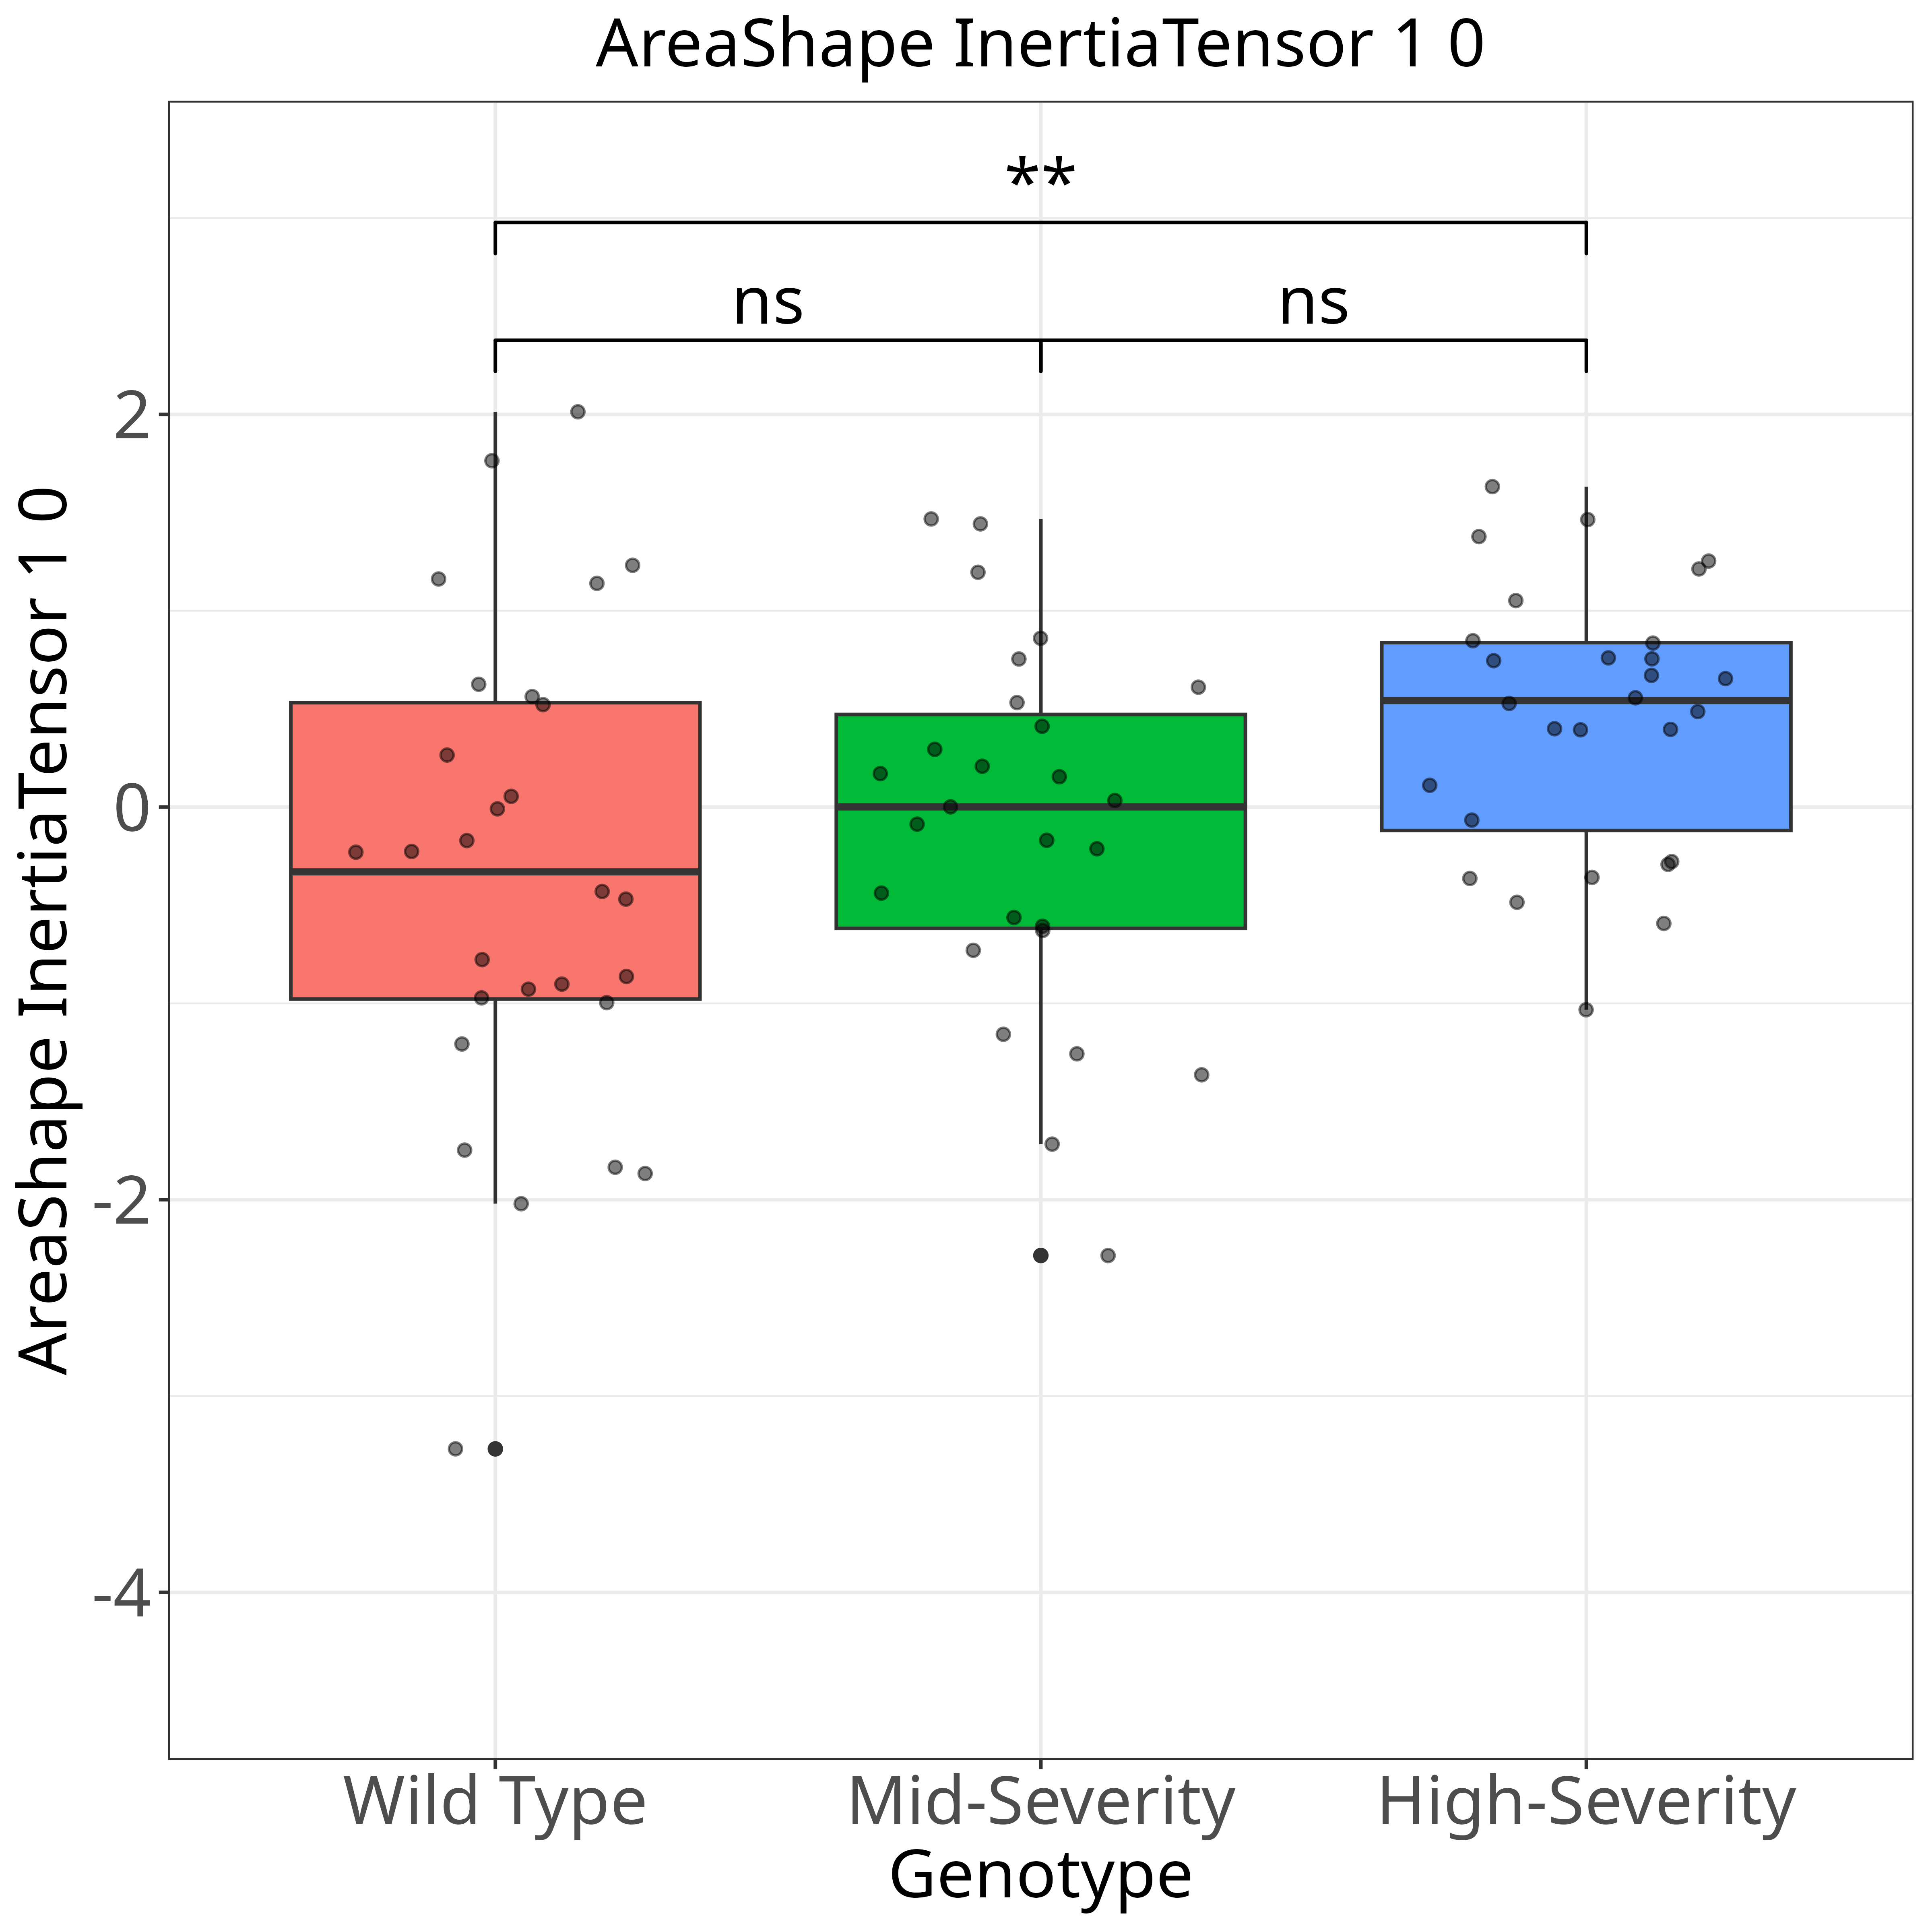 AreaShape InertiaTensor 1 0
**
ns ns
2
0
-2
-4
AreaShape InertiaTensor 1 0
Wild Type Mid-Severity High-Severity
Genotype